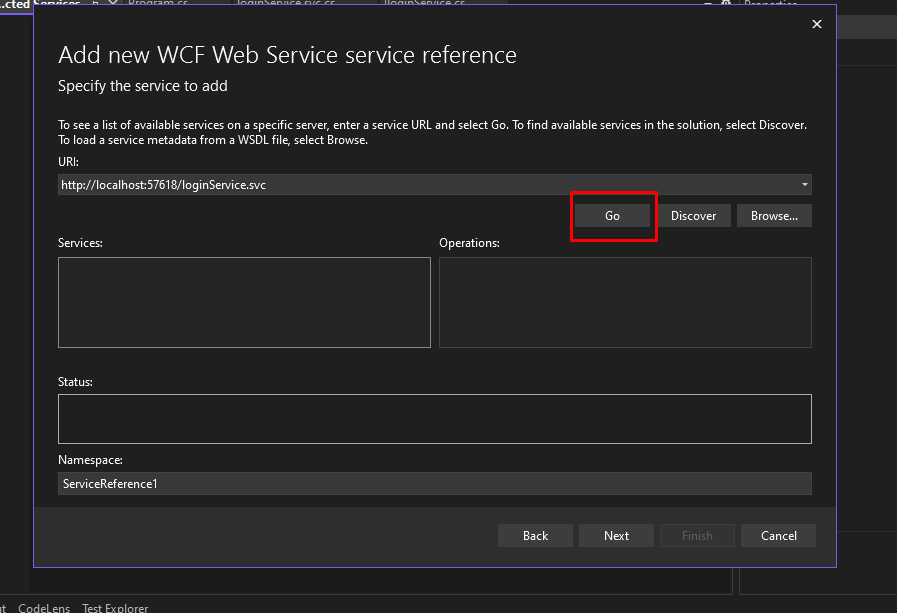 ...cted Services
Program.cs
loginService.svc.cs
IloginService.cs
Properties
Add new WCF Web Service service reference
Specify the service to add
To see a list of available services on a specific server, enter a service URL and select Go. To find available services in the solution, select Discover.
To load a service metadata from a WSDL file, select Browse.
URI:
http://localhost:57618/loginService.svc
Go
Discover
Browse...
Services:
Operations:
Status:
Namespace:
ServiceReference1
Back
Next
Finish
Cancel
CodeLens
Test Explorer